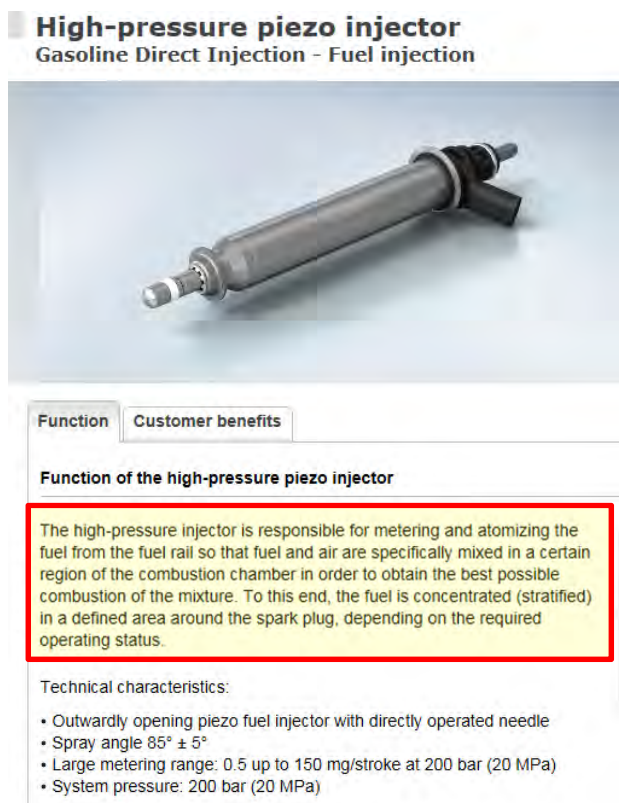 High-pressure piezo injector
Gasoline Direct Injection - Fuel injection
Function
Customer benefits
Function of the high-pressure piezo injector
The high-pressure injector is responsible for metering and atomizing the
fuel from the fuel rail so that fuel and air are specifically mixed in a certain
region of the combustion chamber in order to obtain the best possible
combustion of the mixture. To this end, the fuel is concentrated (stratified)
in a defined area around the spark plug, depending on the required
operating status.
Technical characteristics:
• Outwardly opening piezo fuel injector with directly operated needle
• Spray angle 85° ± 5°
• Large metering range: 0.5 up to 150 mg/stroke at 200 bar (20 MPa)
• System pressure: 200 bar (20 MPa)